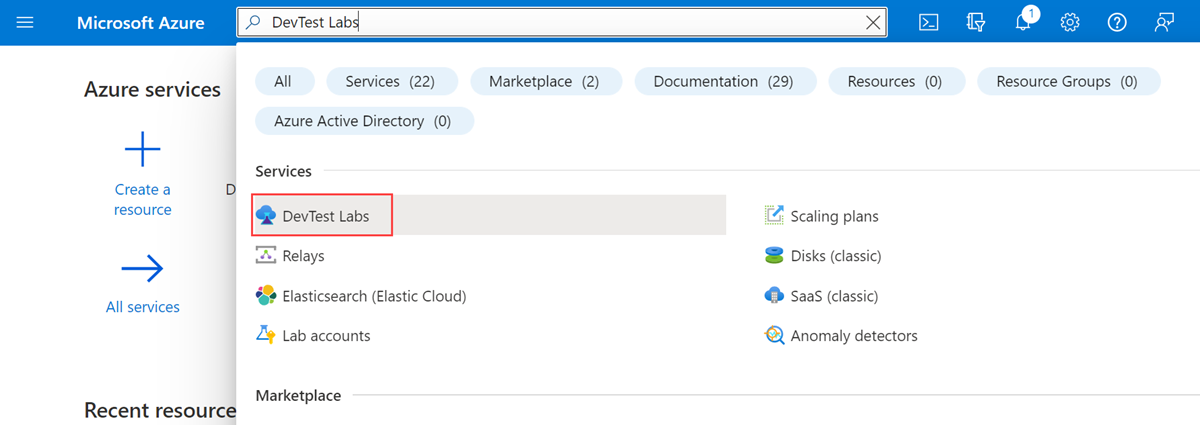 Microsoft Azure
DevTest Labs
1
Azure services
Create a
resource
D
All services
Recent resource
All
Services (22)
Marketplace (2)
Documentation (29)
Resources (0)
Resource Groups (0)
Azure Active Directory (0)
Services
DevTest Labs
Scaling plans
Relays
Disks (classic)
Elasticsearch (Elastic Cloud)
SaaS (classic)
Lab accounts
Anomaly detectors
Marketplace